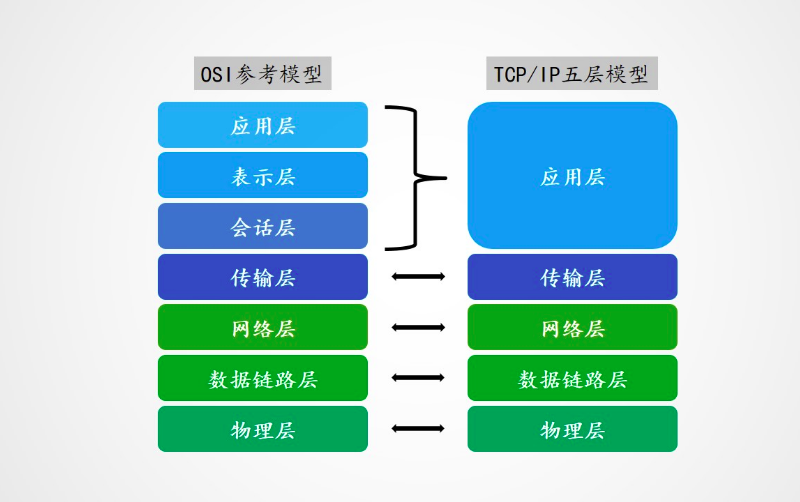 OSI参考模型
TCP/IP五层模型
应用层
表示层
会话层
传输层
网络层
数据链路层
物理层
应用层
传输层
网络层
数据链路层
物理层